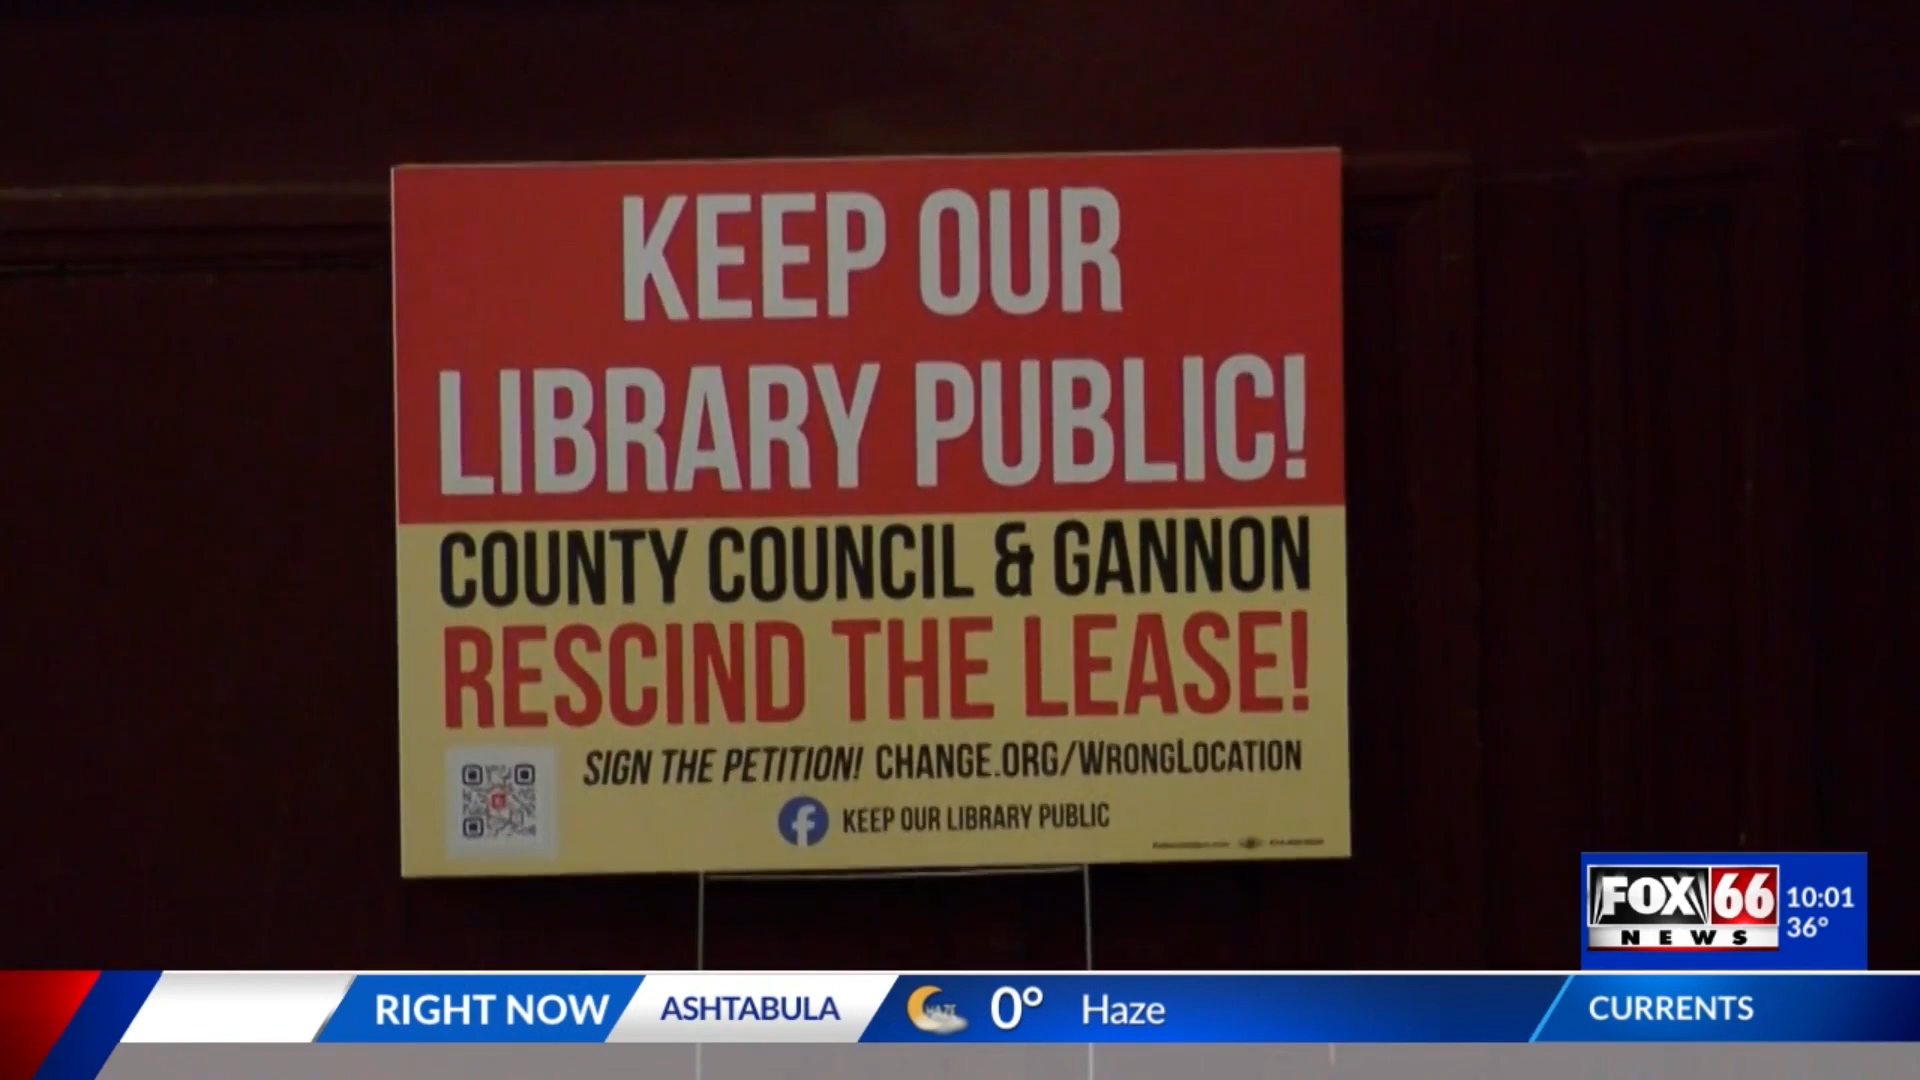 KEEP OUR
LIBRARY PUBLIC!
COUNTY COUNCIL & GANNON
RESCIND THE LEASE!
SIGN THE PETITION! CHANGE.ORG/WRONGLOCATION
KEEP OUR LIBRARY PUBLIC
FOX 66 10:01
NEWS 36°
RIGHT NOW ASHTABULA HAZE 0° Haze CURRENTS